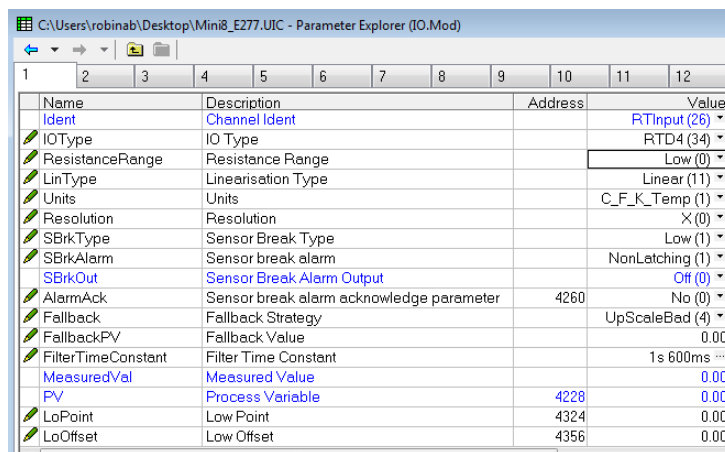 C:\Users\robinab\Desktop\Mini8_E277.UIC - Parameter Explorer (IO.Mod)
1 2 3 4 5 6 7 8 9 10 11 12
Name Description Address Value
Ident Channel Ident RTInput (26)
IOType IO Type RTD4 (34)
ResistanceRange Resistance Range Low (0)
LinType Linearisation Type Linear (11)
Units Units C_F_K_Temp (1)
Resolution Resolution X (0)
SBrkType Sensor Break Type Low (1)
SBrkAlarm Sensor break alarm NonLatching (1)
SBrkOut Sensor Break Alarm Output Off (0)
AlarmAck Sensor break alarm acknowledge parameter 4260 No (0)
Fallback Fallback Strategy UpScaleBad (4)
FallbackPV Fallback Value 0.00
FilterTimeConstant Filter Time Constant 1s 600ms ...
MeasuredVal Measured Value 0.00
PV Process Variable 4228 0.00
LoPoint Low Point 4324 0.00
LoOffset Low Offset 4356 0.00